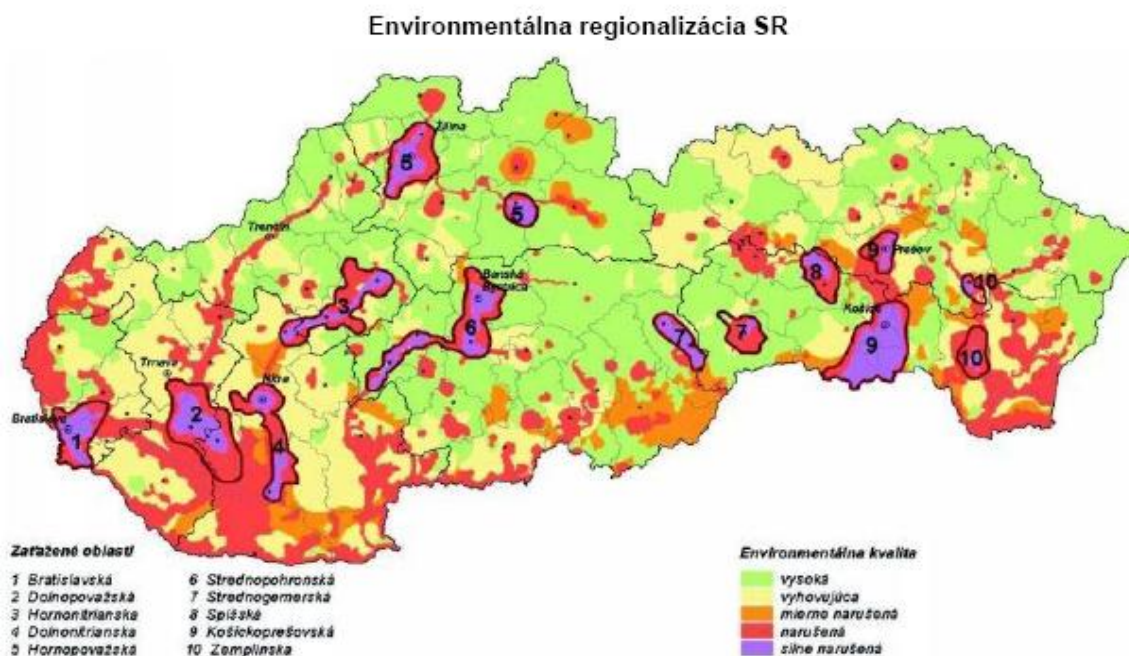 Environmentálna regionalizácia SR
Žilina
5
5
Trenčín
Prešov
9
8
10
Banská
Bystrica
3
Košice
6
7
7
9
10
Trnava
Nitra
Bratislava
2
1
4
Zaťažené oblasti
1 Bratislavská
2 Dolnopovažská
3 Hornonitrianska
4 Dolnonitrianska
5 Hornopovažská
6 Strednopohronská
7 Strednogemerská
8 Spišská
9 Košickoprešovská
10 Zemplínska
Environmentálna kvalita
vysoká
vyhovujúca
mierno narušená
narušená
silne narušená